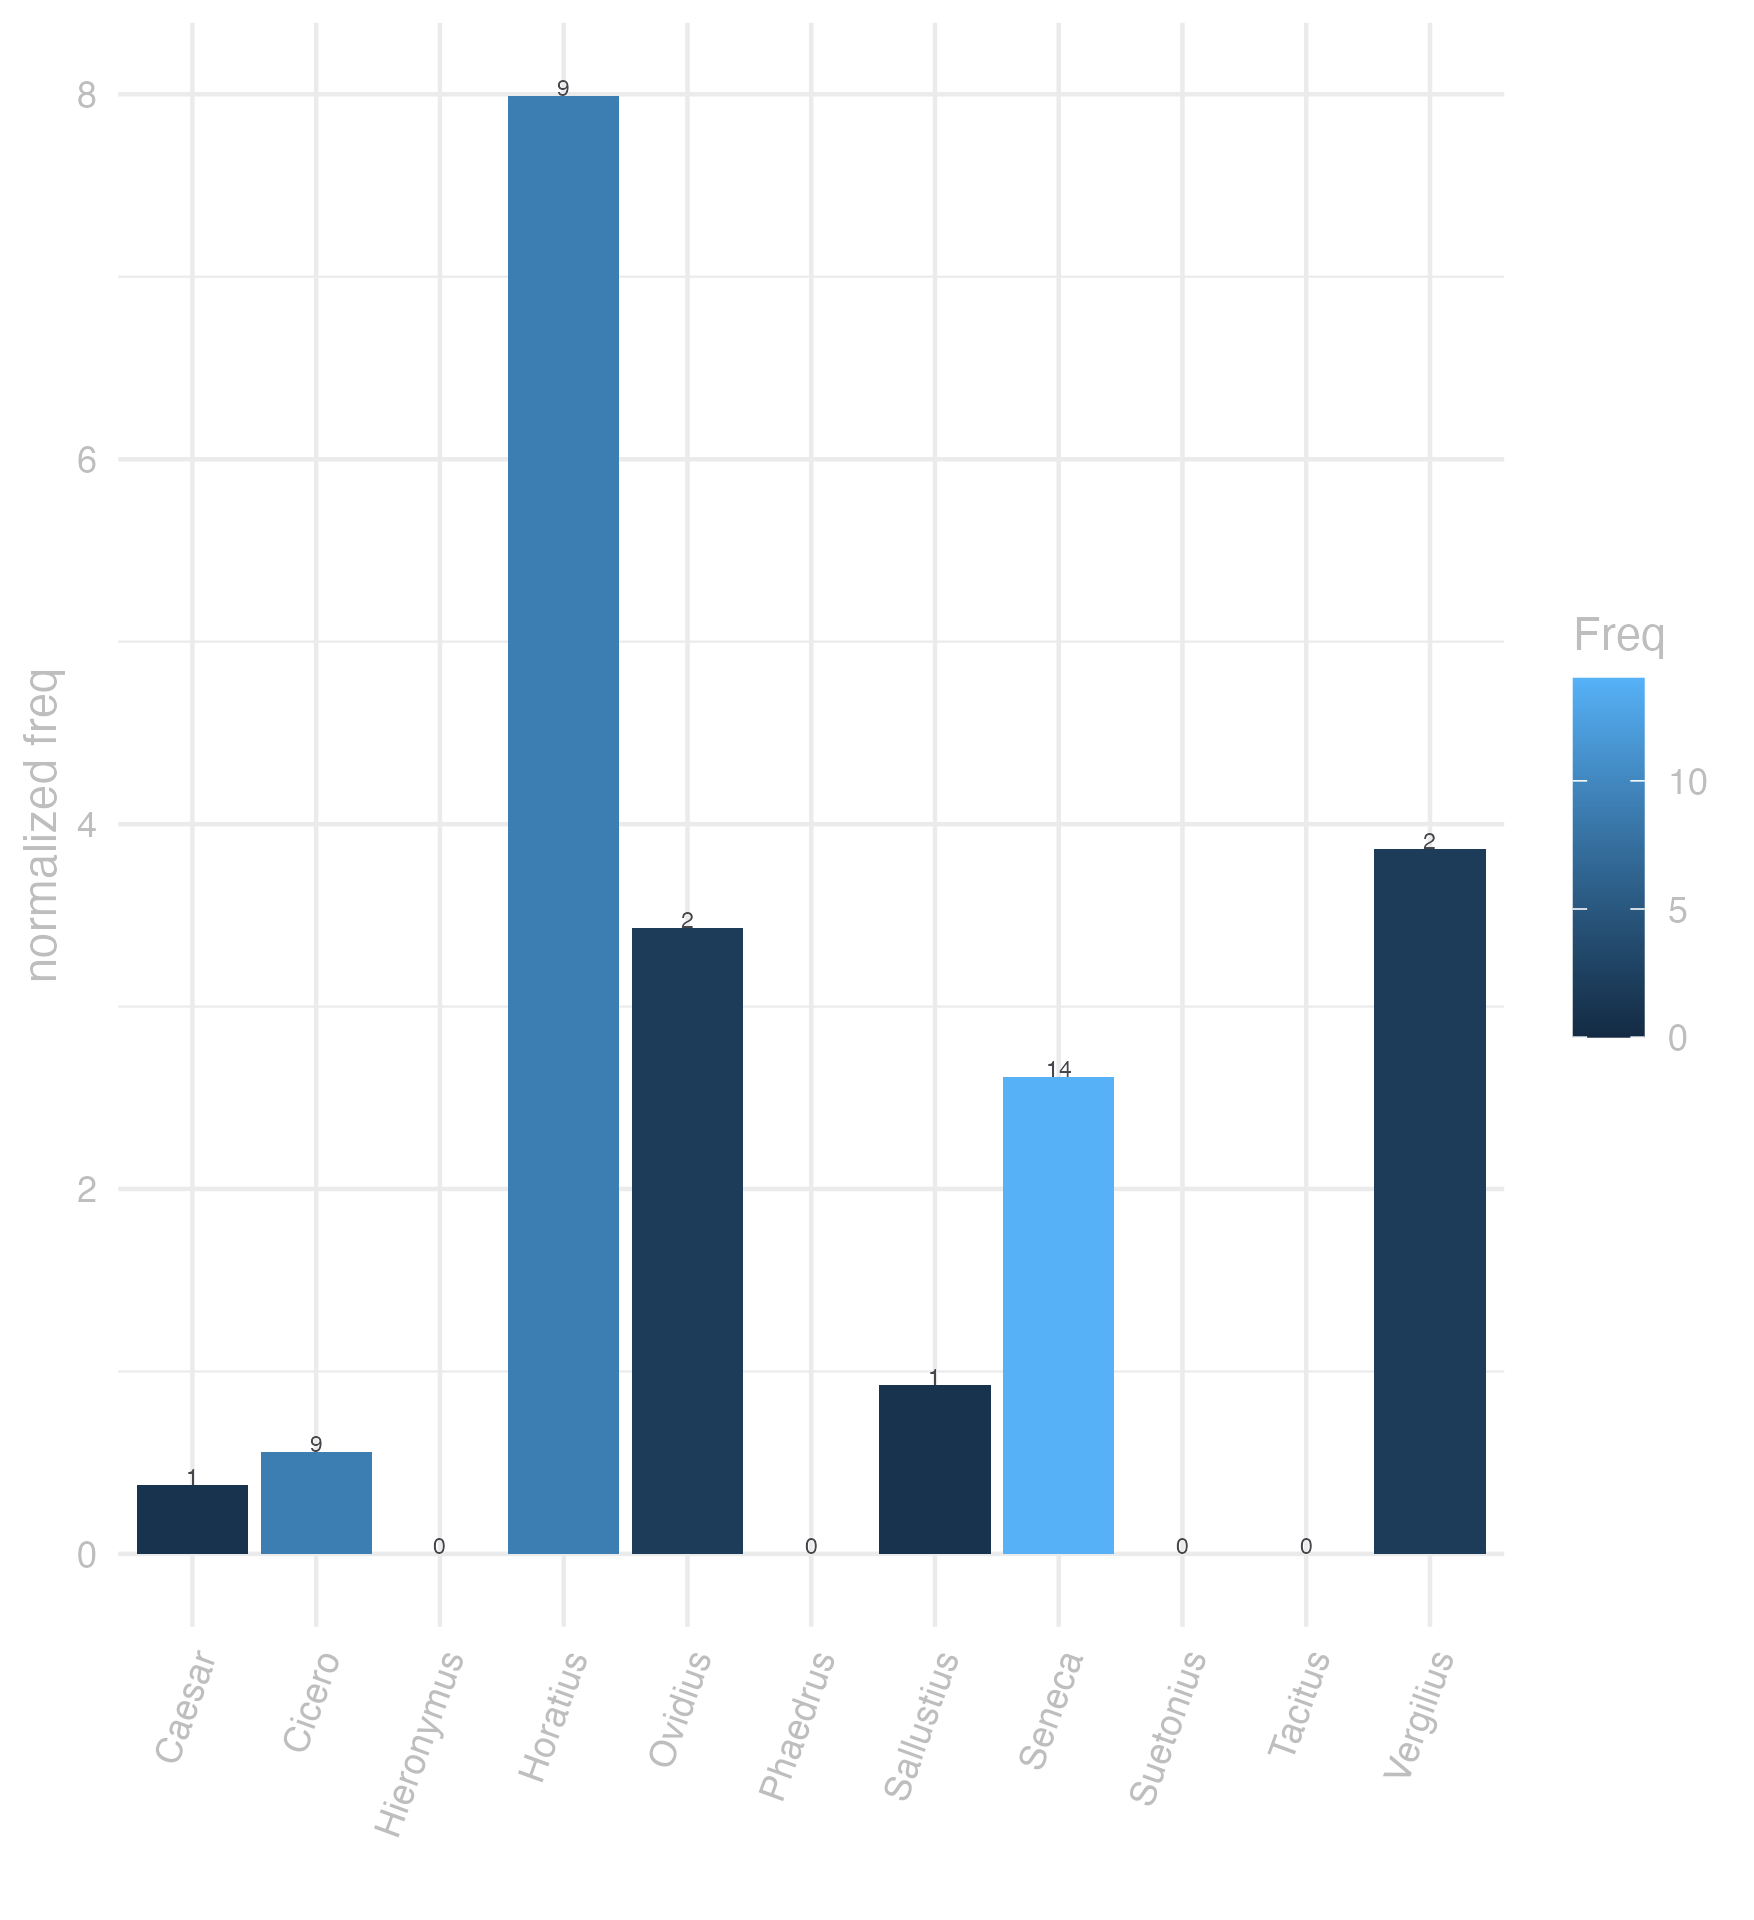 normalized freq
8
6
4
2
0
1
9
0
9
2
0
1
14
0
0
2
Caesar
Cicero
Hieronymus
Horatius
Ovidius
Phaedrus
Sallustius
Seneca
Suetonius
Tacitus
Vergilius
Freq
10
5
0